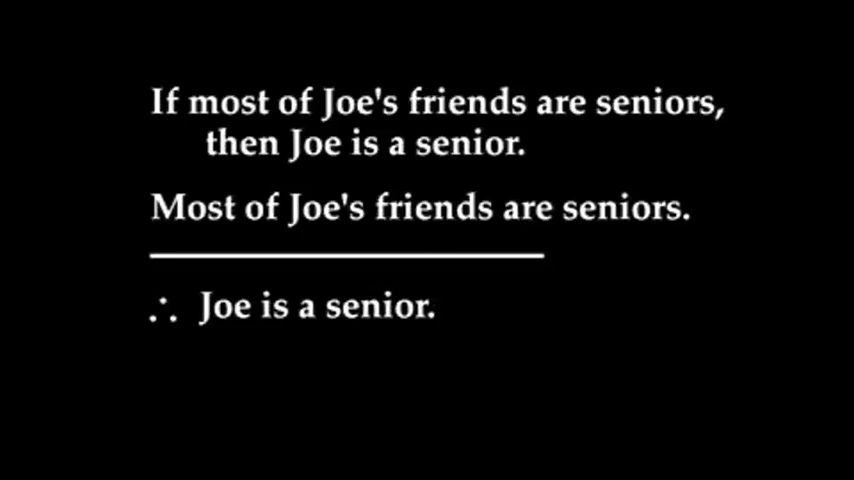 If most of Joe's friends are seniors,
then Joe is a senior.
Most of Joe's friends are seniors.
∴ Joe is a senior.